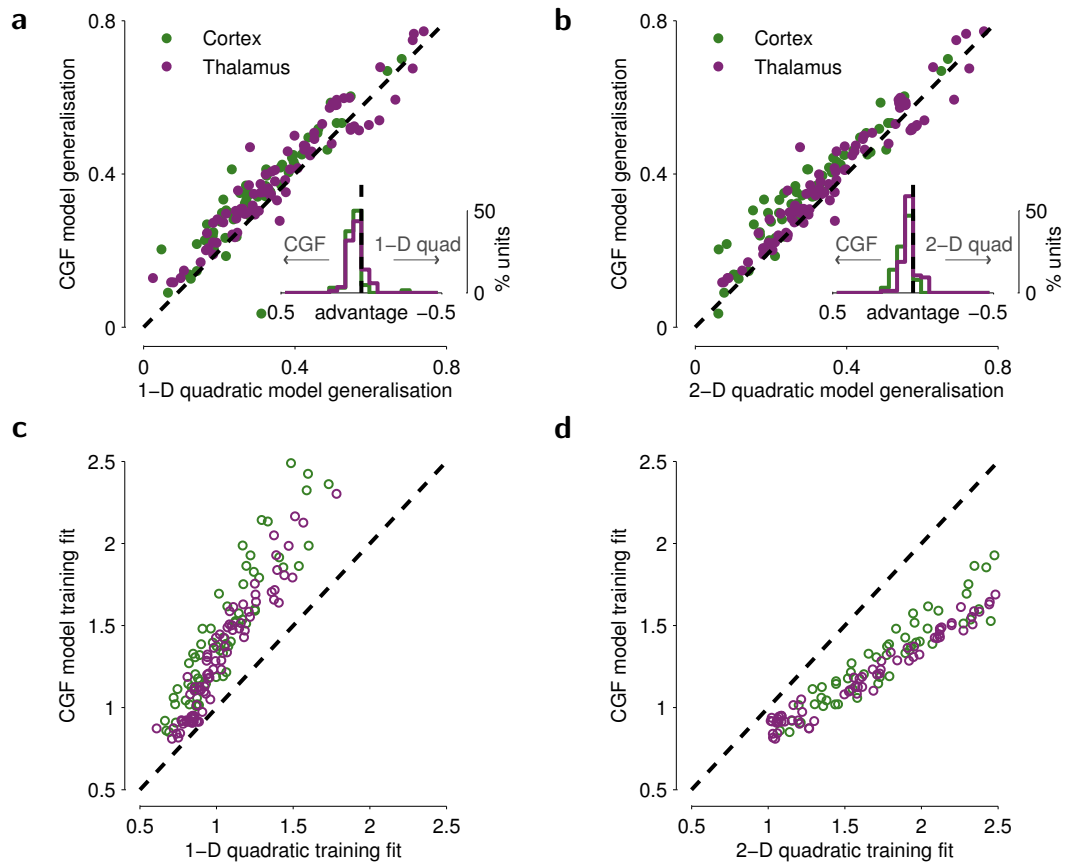 a
0.8
0.4
0
CGF model generalisation
Cortex
Thalamus
CGF
1−D quad
50
0
% units
0.5
advantage
−0.5
0
0.4
0.8
1−D quadratic model generalisation
b
0.8
0.4
0
CGF model generalisation
Cortex
Thalamus
CGF
2−D quad
50
0
% units
0.5
advantage
−0.5
0
0.4
0.8
2−D quadratic model generalisation
c
2.5
2
1.5
1
0.5
CGF model training fit
0.5
1
1.5
2
2.5
1−D quadratic training fit
d
2.5
2
1.5
1
0.5
CGF model training fit
0.5
1
1.5
2
2.5
2−D quadratic training fit